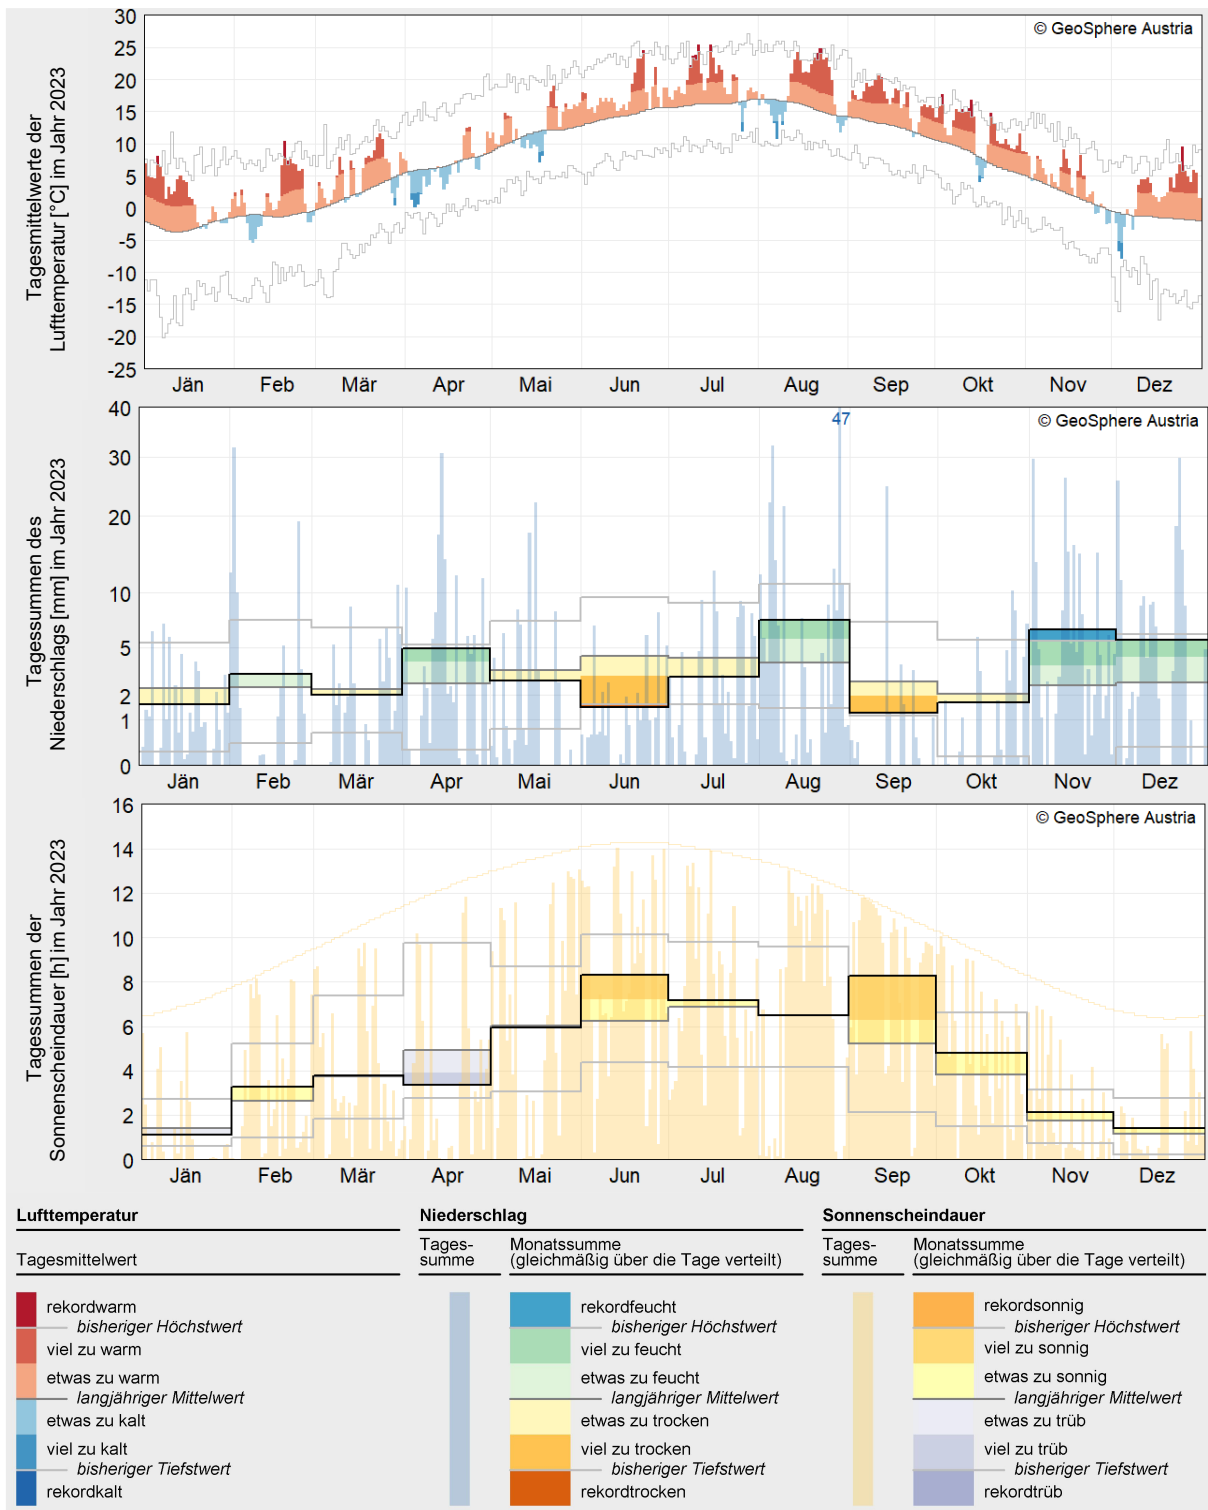 © GeoSphere Austria
Tagesmittelwerte der
Lufttemperatur [°C] im Jahr 2023
30
25
20
15
10
5
0
-5
-10
-15
-20
-25
Jän Feb Mär Apr Mai Jun Jul Aug Sep Okt Nov Dez
© GeoSphere Austria
47
Tagessummen des
Niederschlags [mm] im Jahr 2023
40
30
20
10
5
2
1
0
Jän Feb Mär Apr Mai Jun Jul Aug Sep Okt Nov Dez
© GeoSphere Austria
Tagessummen der
Sonnenscheindauer [h] im Jahr 2023
16
14
12
10
8
6
4
2
0
Jän Feb Mär Apr Mai Jun Jul Aug Sep Okt Nov Dez
Lufttemperatur
Tagesmittelwert
rekordwarm
bisheriger Höchstwert
viel zu warm
etwas zu warm
langjähriger Mittelwert
etwas zu kalt
viel zu kalt
bisheriger Tiefstwert
rekordkalt
Niederschlag
Tages-
summe
Monatssumme
(gleichmäßig über die Tage verteilt)
rekordfeucht
bisheriger Höchstwert
viel zu feucht
etwas zu feucht
langjähriger Mittelwert
etwas zu trocken
viel zu trocken
bisheriger Tiefstwert
rekordtrocken
Sonnenscheindauer
Tages-
summe
Monatssumme
(gleichmäßig über die Tage verteilt)
rekordsonnig
bisheriger Höchstwert
viel zu sonnig
etwas zu sonnig
langjähriger Mittelwert
etwas zu trüb
viel zu trüb
bisheriger Tiefstwert
rekordtrüb